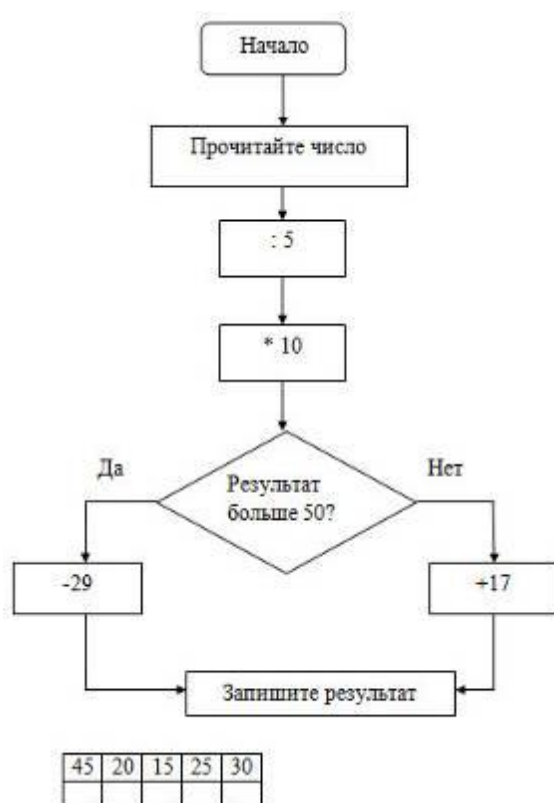 Начало
Прочитайте число
: 5
* 10
Да
Нет
Результат
больше 50?
-29
+17
Запишите результат
45 20 15 25 30